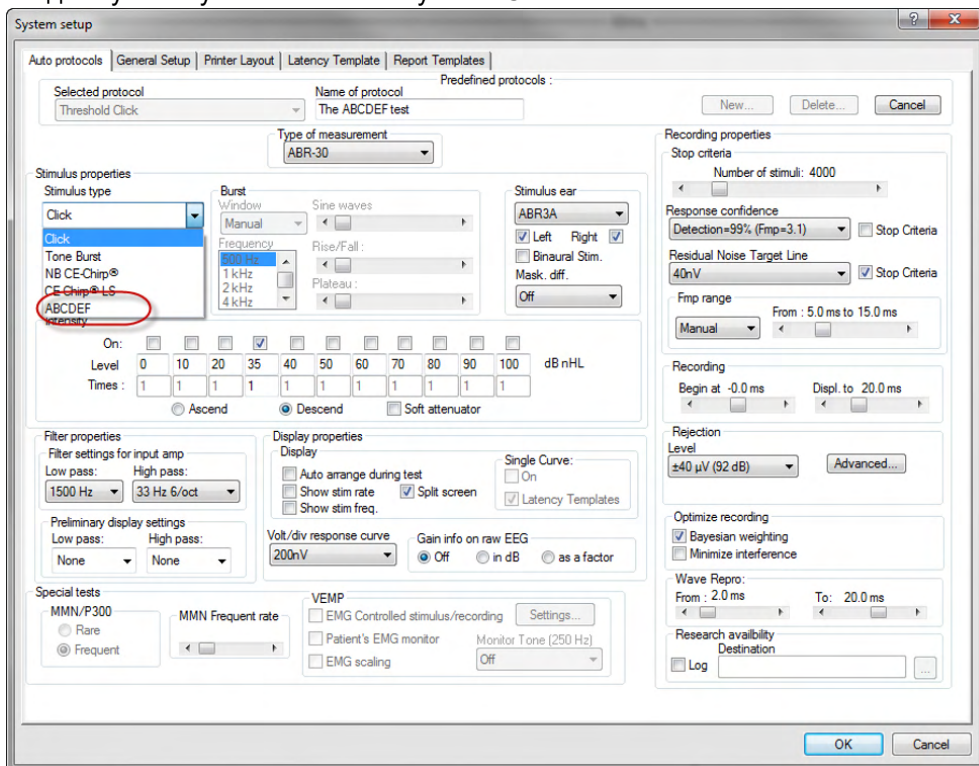 System setup
Auto protocols General Setup Printer Layout Latency Template Report Templates
Predefined protocols :
Selected protocol
Threshold Click
Name of protocol
The ABCDEF test
New... Delete... Cancel
Type of measurement
ABR-30
Stimulus properties
Stimulus type
Click
Click
Tone Burst
NB CE-Chirp®
CE-Chirp® LS
ABCDEF
Burst
Window
Manual
Sine waves
Frequency
500 Hz
1 kHz
2 kHz
4 kHz
Rise/Fall :
Plateau :
Stimulus ear
ABR3A
Left Right
Binaural Stim.
Mask. diff.
Off
Intensity
On:
Level 0 10 20 35 40 50 60 70 80 90 100 dB nHL
Times : 1 1 1 1 1 1 1 1 1 1 1
Ascend Descend Soft attenuator
Filter properties
Filter settings for input amp
Low pass: High pass:
1500 Hz 33 Hz 6/oct
Preliminary display settings
Low pass: High pass:
None None
Display properties
Display
Auto arrange during test
Show stim rate Split screen
Show stim freq.
Single Curve:
On
Latency Templates
Volt/div response curve
200nV
Gain info on raw EEG
Off in dB as a factor
Special tests
MMN/P300
Rare
Frequent
MMN Frequent rate
VEMP
EMG Controlled stimulus/recording Settings...
Patient's EMG monitor
EMG scaling
Monitor Tone (250 Hz)
Off
Recording properties
Stop criteria
Number of stimuli: 4000
Response confidence
Detection=99% (Fmp=3.1) Stop Criteria
Residual Noise Target Line
40nV Stop Criteria
Fmp range
From : 5.0 ms to 15.0 ms
Manual
Recording
Begin at -0.0 ms Displ. to 20.0 ms
Rejection
Level
±40 µV (92 dB) Advanced...
Optimize recording
Bayesian weighting
Minimize interference
Wave Repro:
From : 2.0 ms To: 20.0 ms
Research availbility
Destination
Log ...
OK Cancel